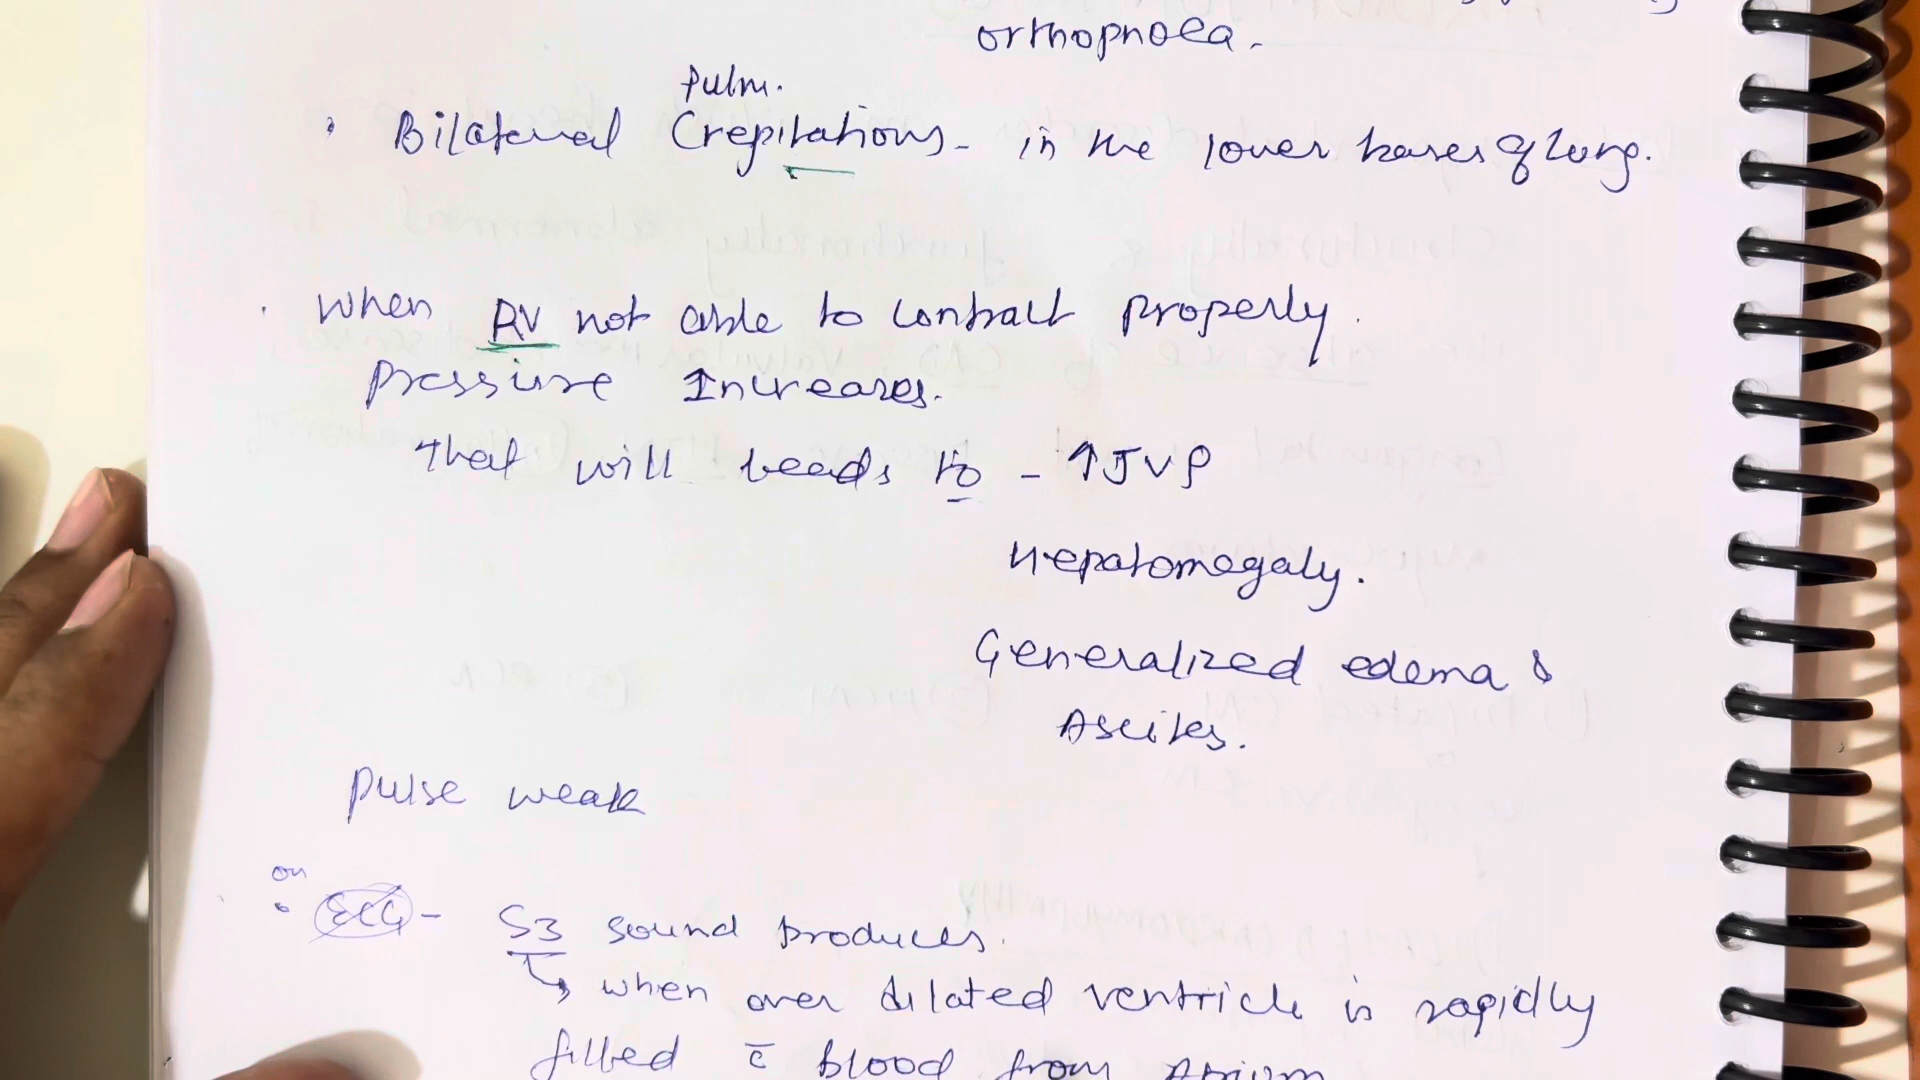 orthopnoea.
Pulm.
• Bilateral Crepitations - in the lower bases of lung.
• When RV not able to contract properly.
Pressure Increases.
That will leads to - ↑JVP
Hepatomegaly.
Generalized edema &
Ascites.
Pulse weak
on
• ECG - S3 sound produces.
↳ when over dilated ventricle is rapidly
filled c̄ blood from Atrium